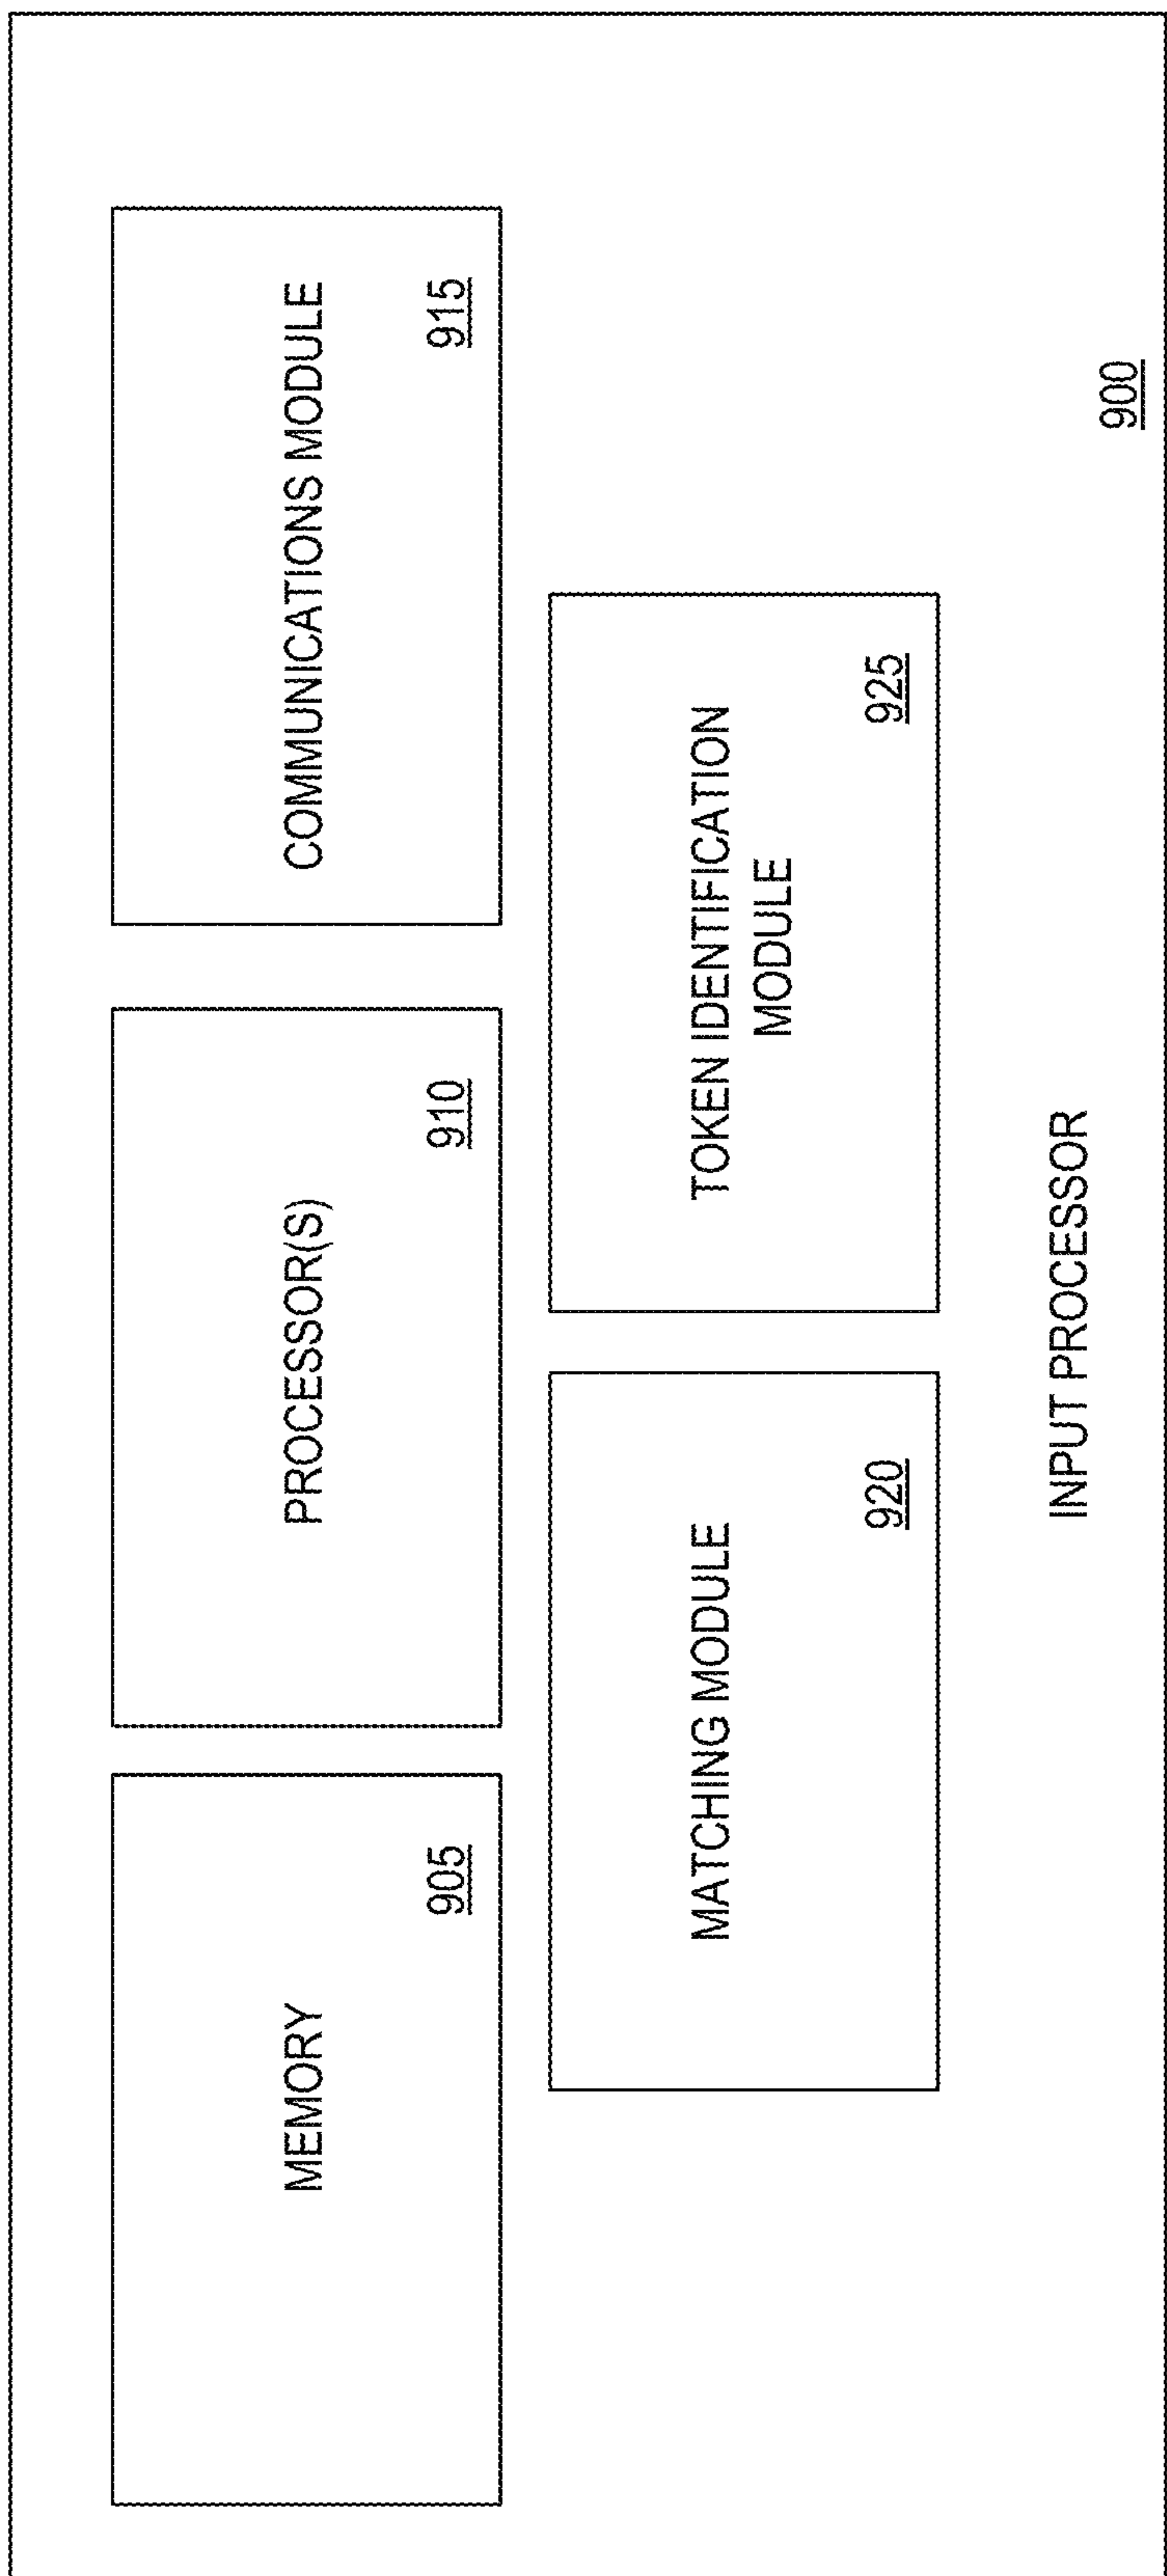 MEMORY
905
PROCESSOR(S)
910
COMMUNICATIONS MODULE
915
MATCHING MODULE
920
TOKEN IDENTIFICATION
MODULE
925
INPUT PROCESSOR
900